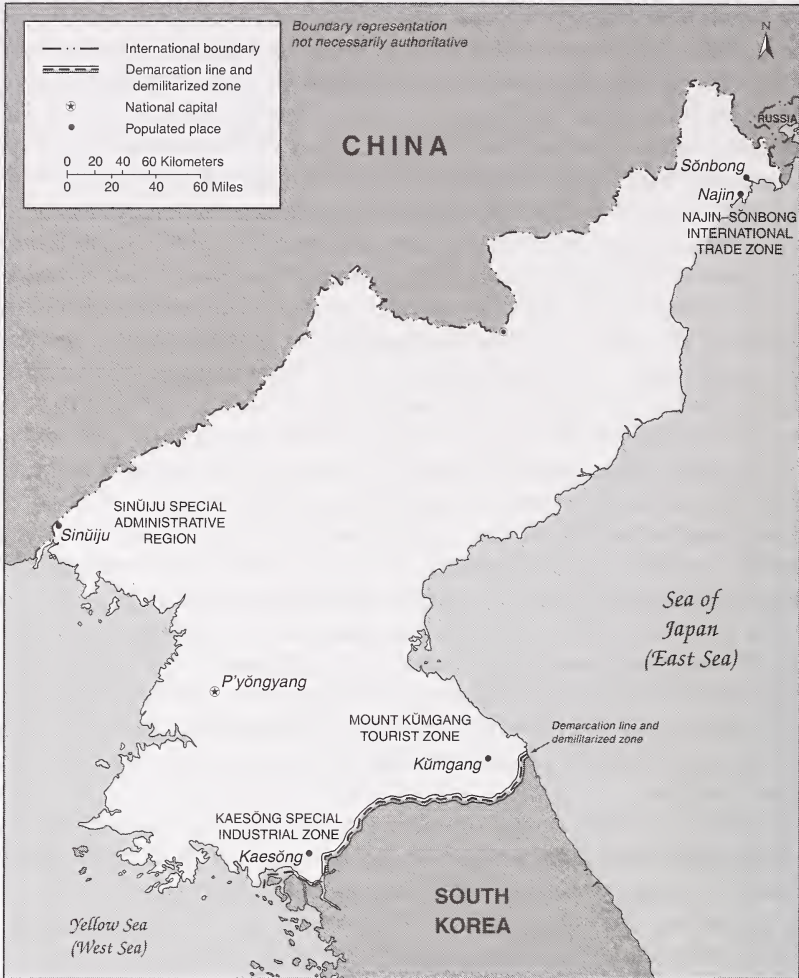 International boundary
Demarcation line and
demilitarized zone
National capital
Populated place
0 20 40 60 Kilometers
0 20 40 60 Miles
Boundary representation
not necessarily authoritative
N
CHINA
RUSSIA
Sŏnbong
Najin
NAJIN–SŎNBONG
INTERNATIONAL
TRADE ZONE
SINŬIJU SPECIAL
ADMINISTRATIVE
REGION
Sinŭiju
Sea of
Japan
(East Sea)
P'yŏngyang
MOUNT KŬMGANG
TOURIST ZONE
Demarcation line and
demilitarized zone
Kŭmgang
KAESŎNG SPECIAL
INDUSTRIAL ZONE
Kaesŏng
SOUTH
KOREA
Yellow Sea
(West Sea)